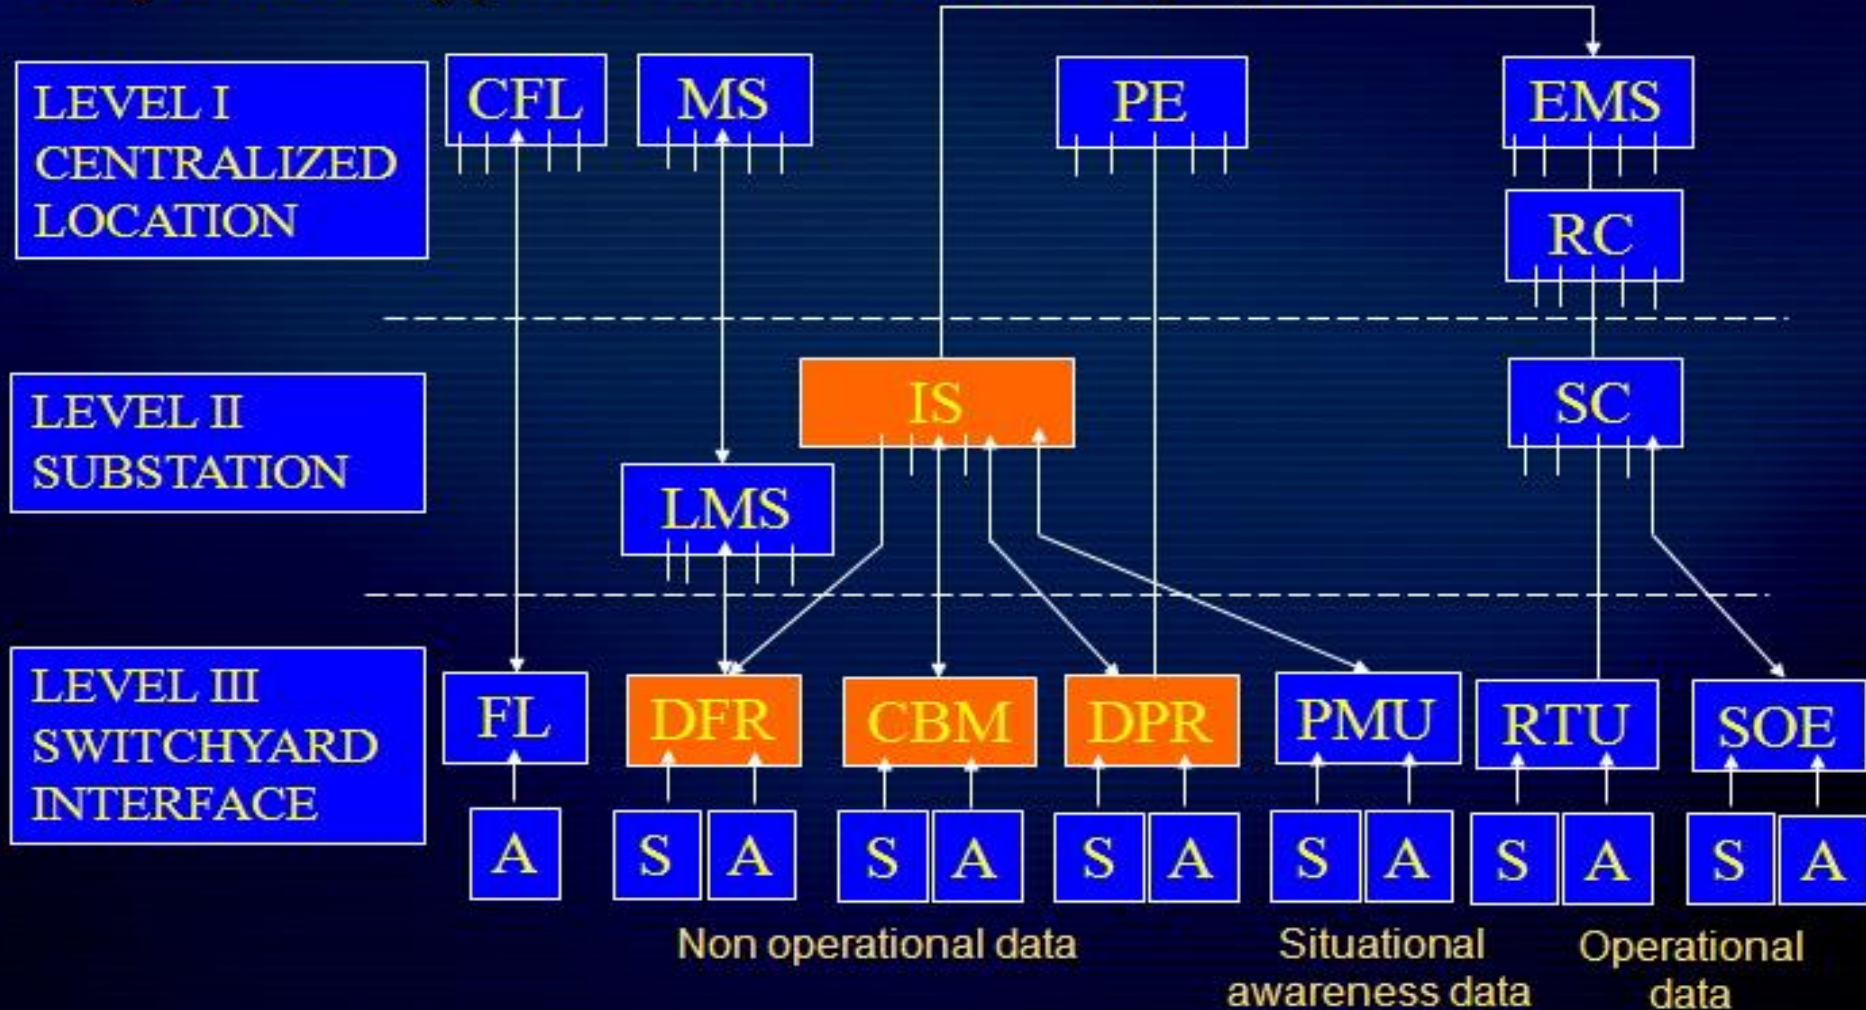 LEVEL I
CENTRALIZED
LOCATION
CFL
MS
PE
EMS
RC
LEVEL II
SUBSTATION
IS
SC
LMS
LEVEL III
SWITCHYARD
INTERFACE
FL
DFR
CBM
DPR
PMU
RTU
SOE
A
S A
S A
S A
S A
S A
S A
Non operational data
Situational
awareness data
Operational
data